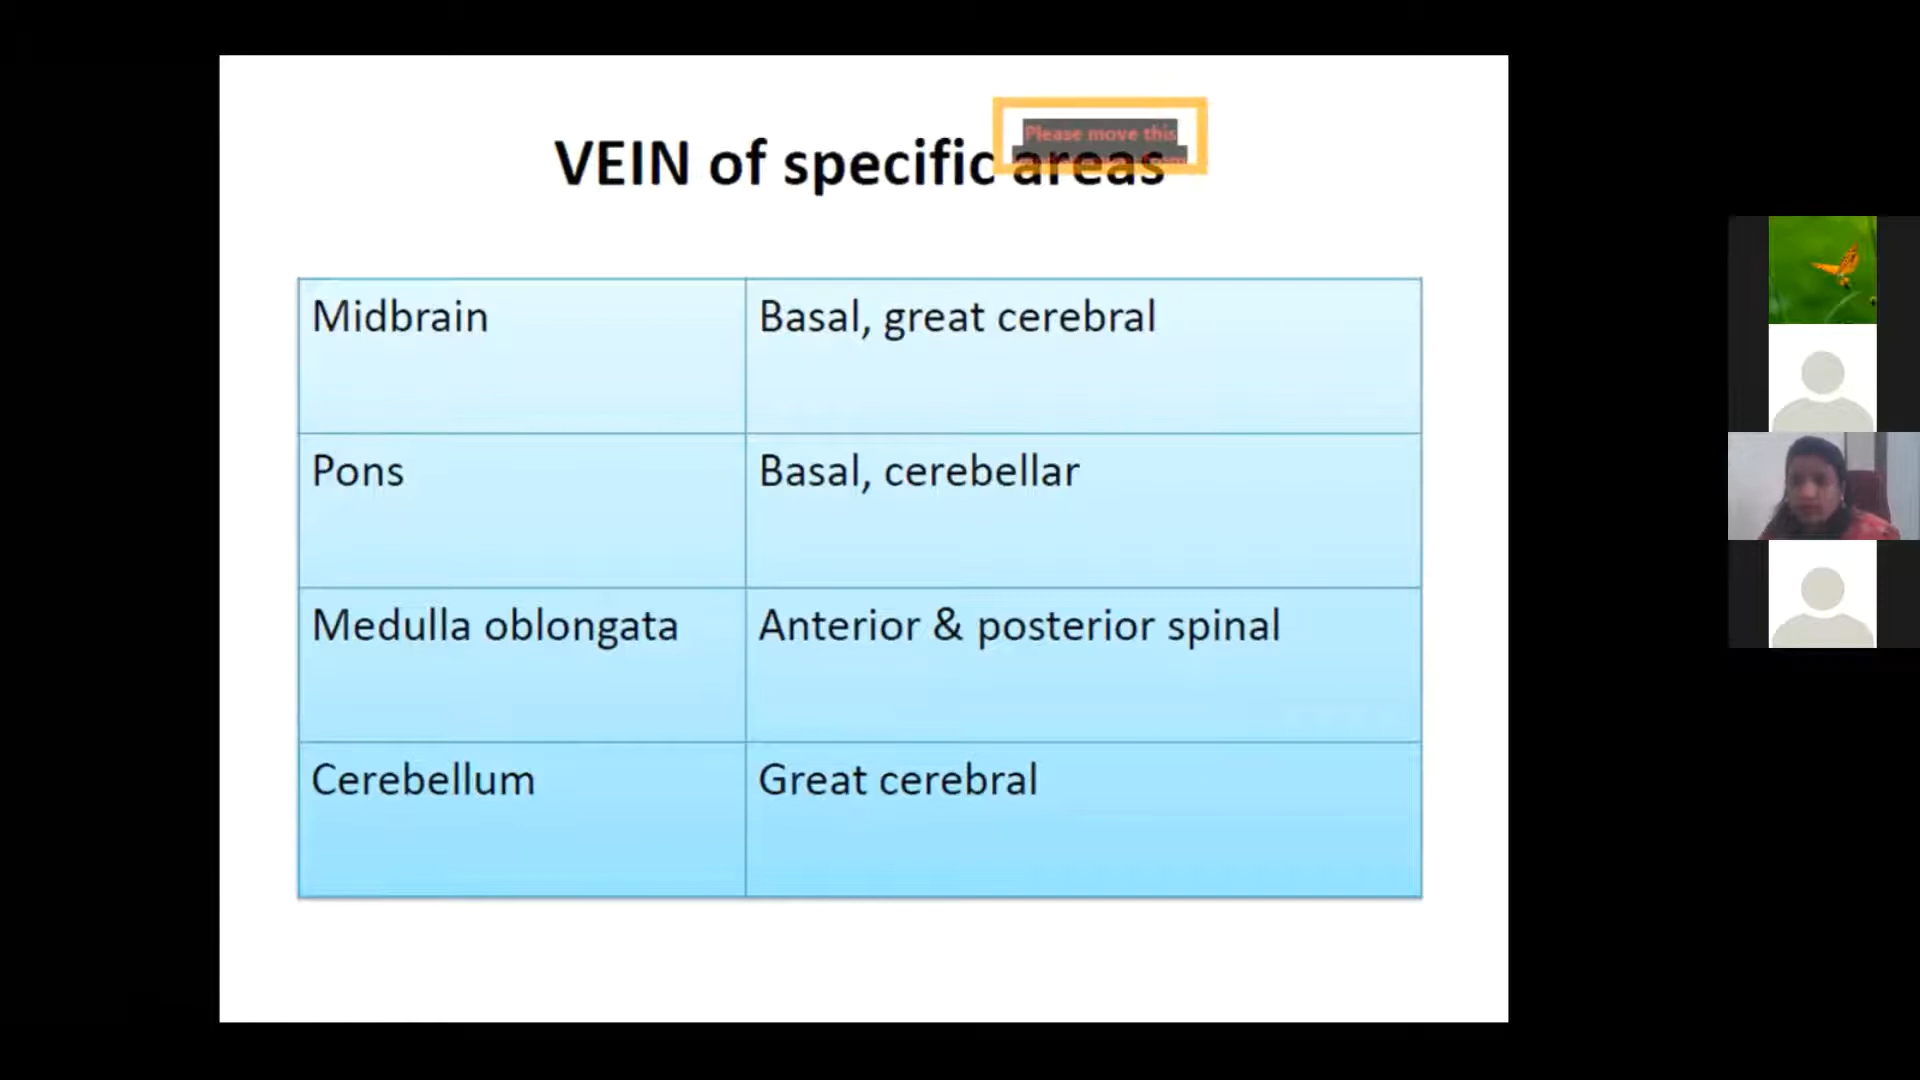 Please move this
VEIN of specific areas
Midbrain
Basal, great cerebral
Pons
Basal, cerebellar
Medulla oblongata
Anterior & posterior spinal
Cerebellum
Great cerebral